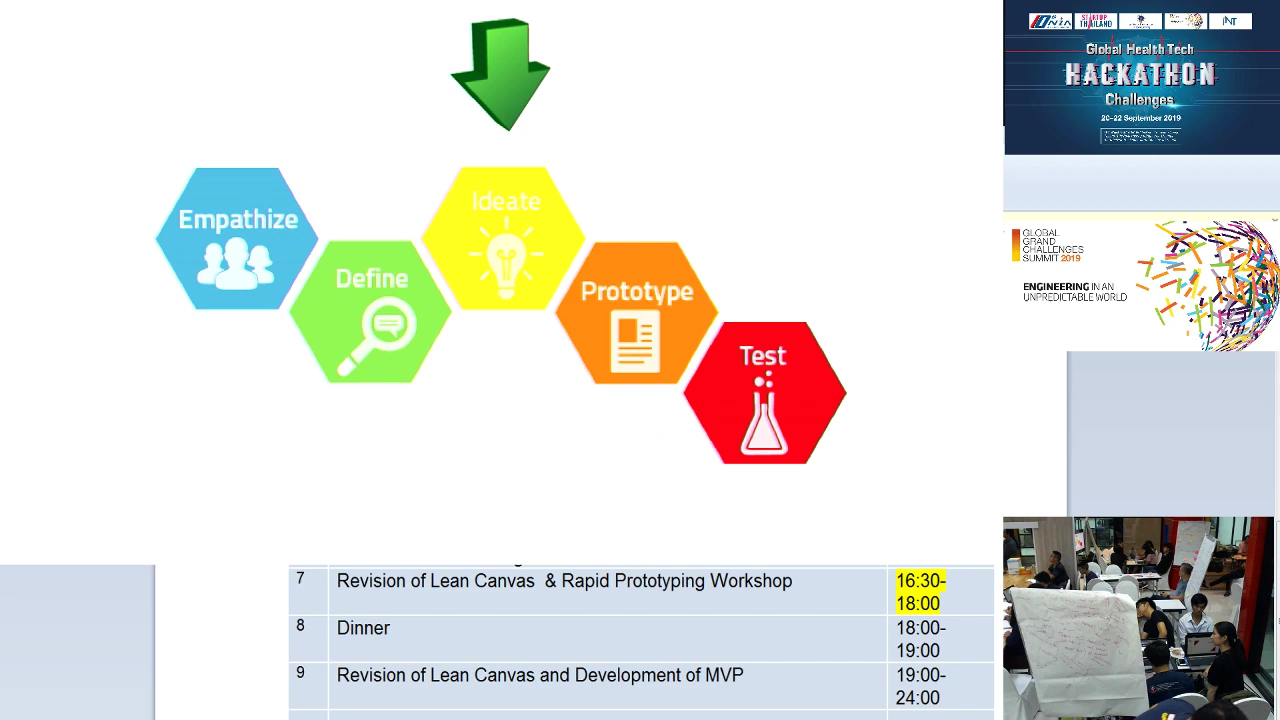 Empathize
Define
Ideate
Prototype
Test
7 Revision of Lean Canvas & Rapid Prototyping Workshop 16:30-
18:00
8 Dinner 18:00-
19:00
9 Revision of Lean Canvas and Development of MVP 19:00-
24:00
STARTUP
THAILAND
Global Health Tech
HACKATHON
Challenges
20-22 September 2019
GLOBAL
GRAND
CHALLENGES
SUMMIT 2019
ENGINEERING IN AN
UNPREDICTABLE WORLD